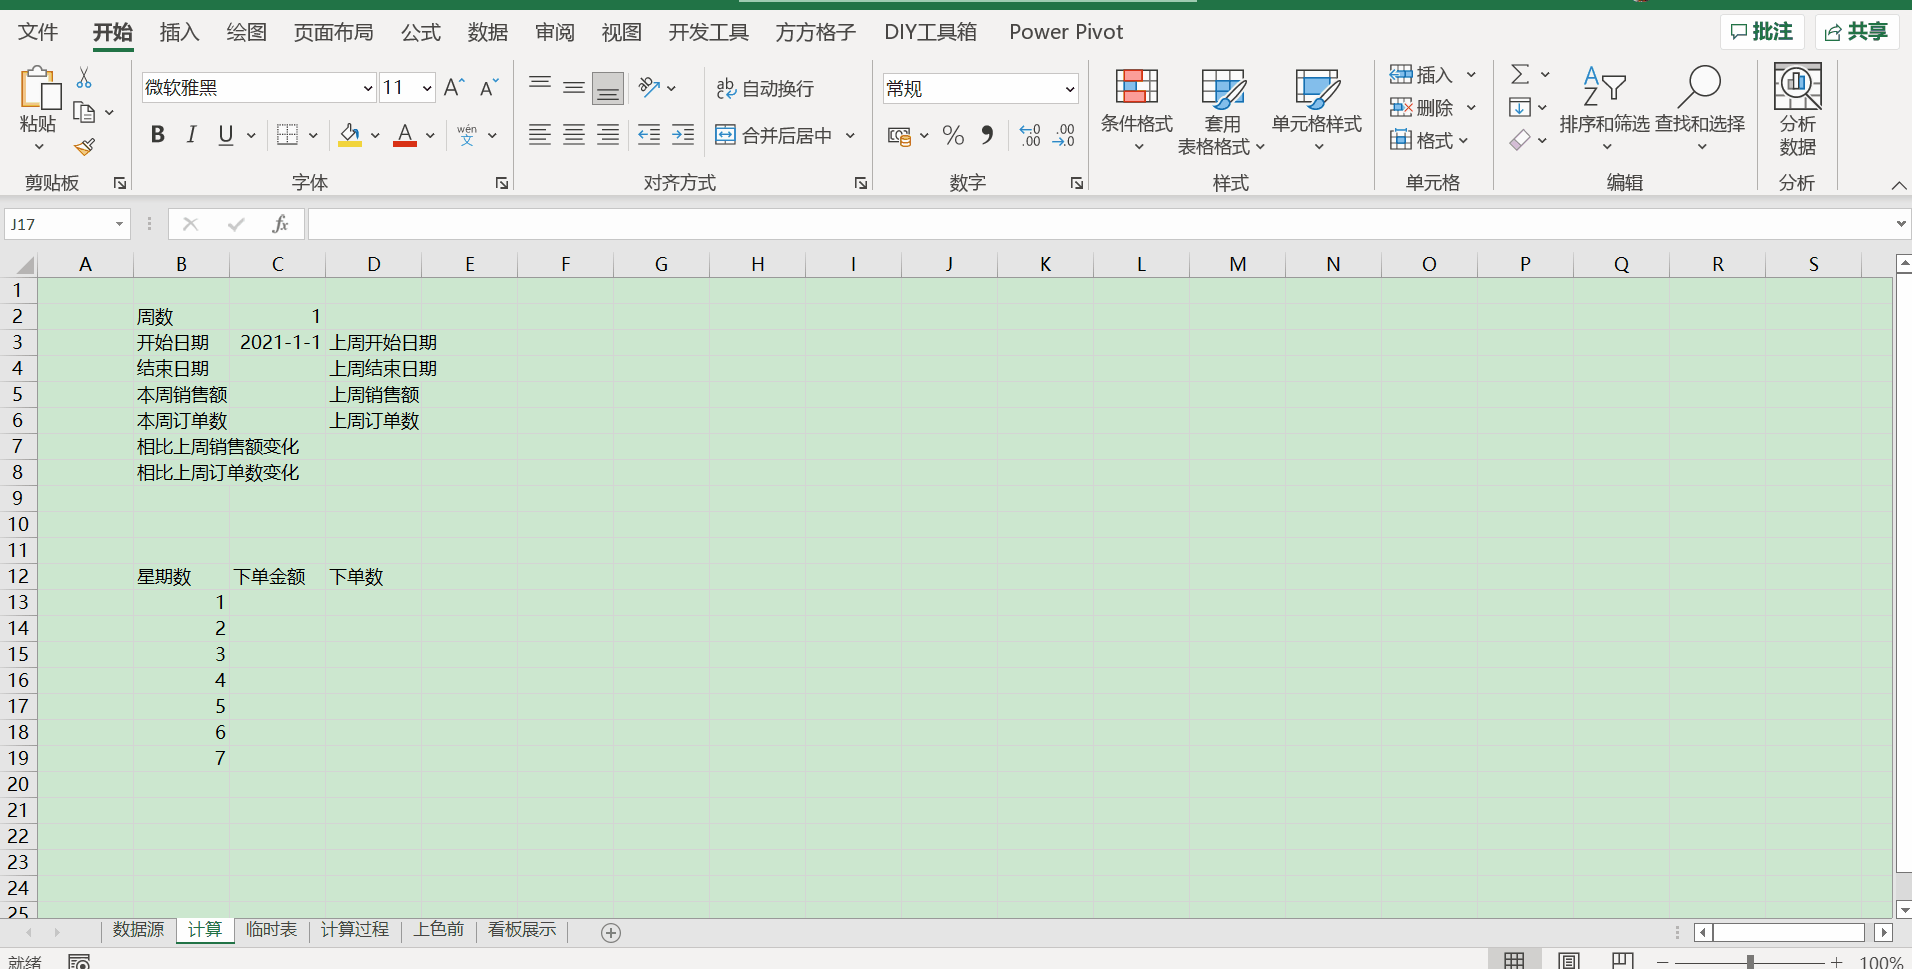 文件 开始 插入 绘图 页面布局 公式 数据 审阅 视图 开发工具 方方格子 DIY工具箱 Power Pivot 批注 共享
粘贴
剪贴板
微软雅黑 11 A A
B I U A wén 文
字体
ab 自动换行
合并后居中
对齐方式
常规
% .00 .00
数字
条件格式 套用 表格格式 单元格样式
样式
插入
删除
格式
单元格
排序和筛选 查找和选择
编辑
分析 数据
分析
J17 fx
A B C D E F G H I J K L M N O P Q R S
1
2 周数 1
3 开始日期 2021-1-1 上周开始日期
4 结束日期 上周结束日期
5 本周销售额 上周销售额
6 本周订单数 上周订单数
7 相比上周销售额变化
8 相比上周订单数变化
9
10
11
12 星期数 下单金额 下单数
13 1
14 2
15 3
16 4
17 5
18 6
19 7
20
21
22
23
24
25
数据源 计算 临时表 计算过程 上色前 看板展示
就绪 100%